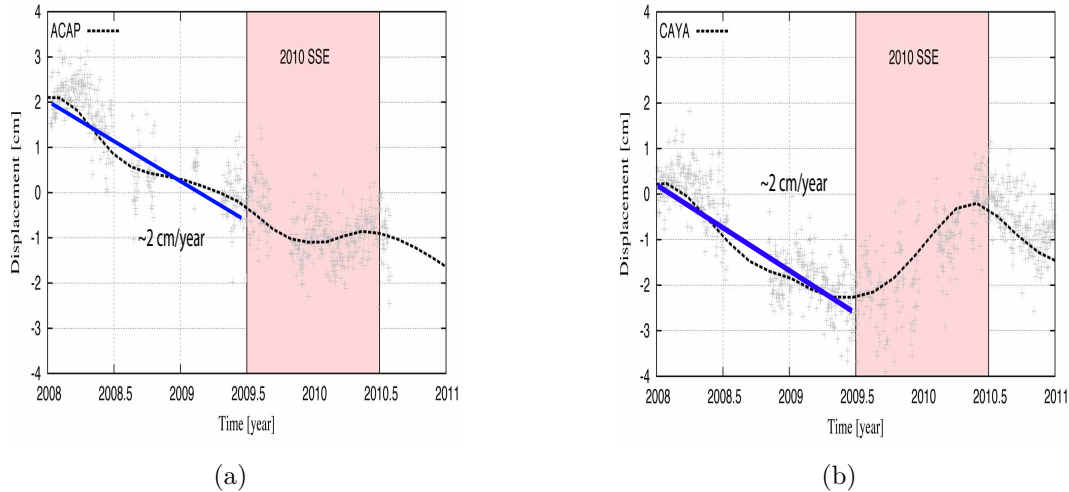 ACAP
2010 SSE
~2 cm/year
Displacement [cm]
4
3
2
1
0
-1
-2
-3
-4
2008
2008.5
2009
2009.5
2010
2010.5
2011
Time [year]
(a)
CAYA
2010 SSE
~2 cm/year
Displacement [cm]
4
3
2
1
0
-1
-2
-3
-4
2008
2008.5
2009
2009.5
2010
2010.5
2011
Time [year]
(b)